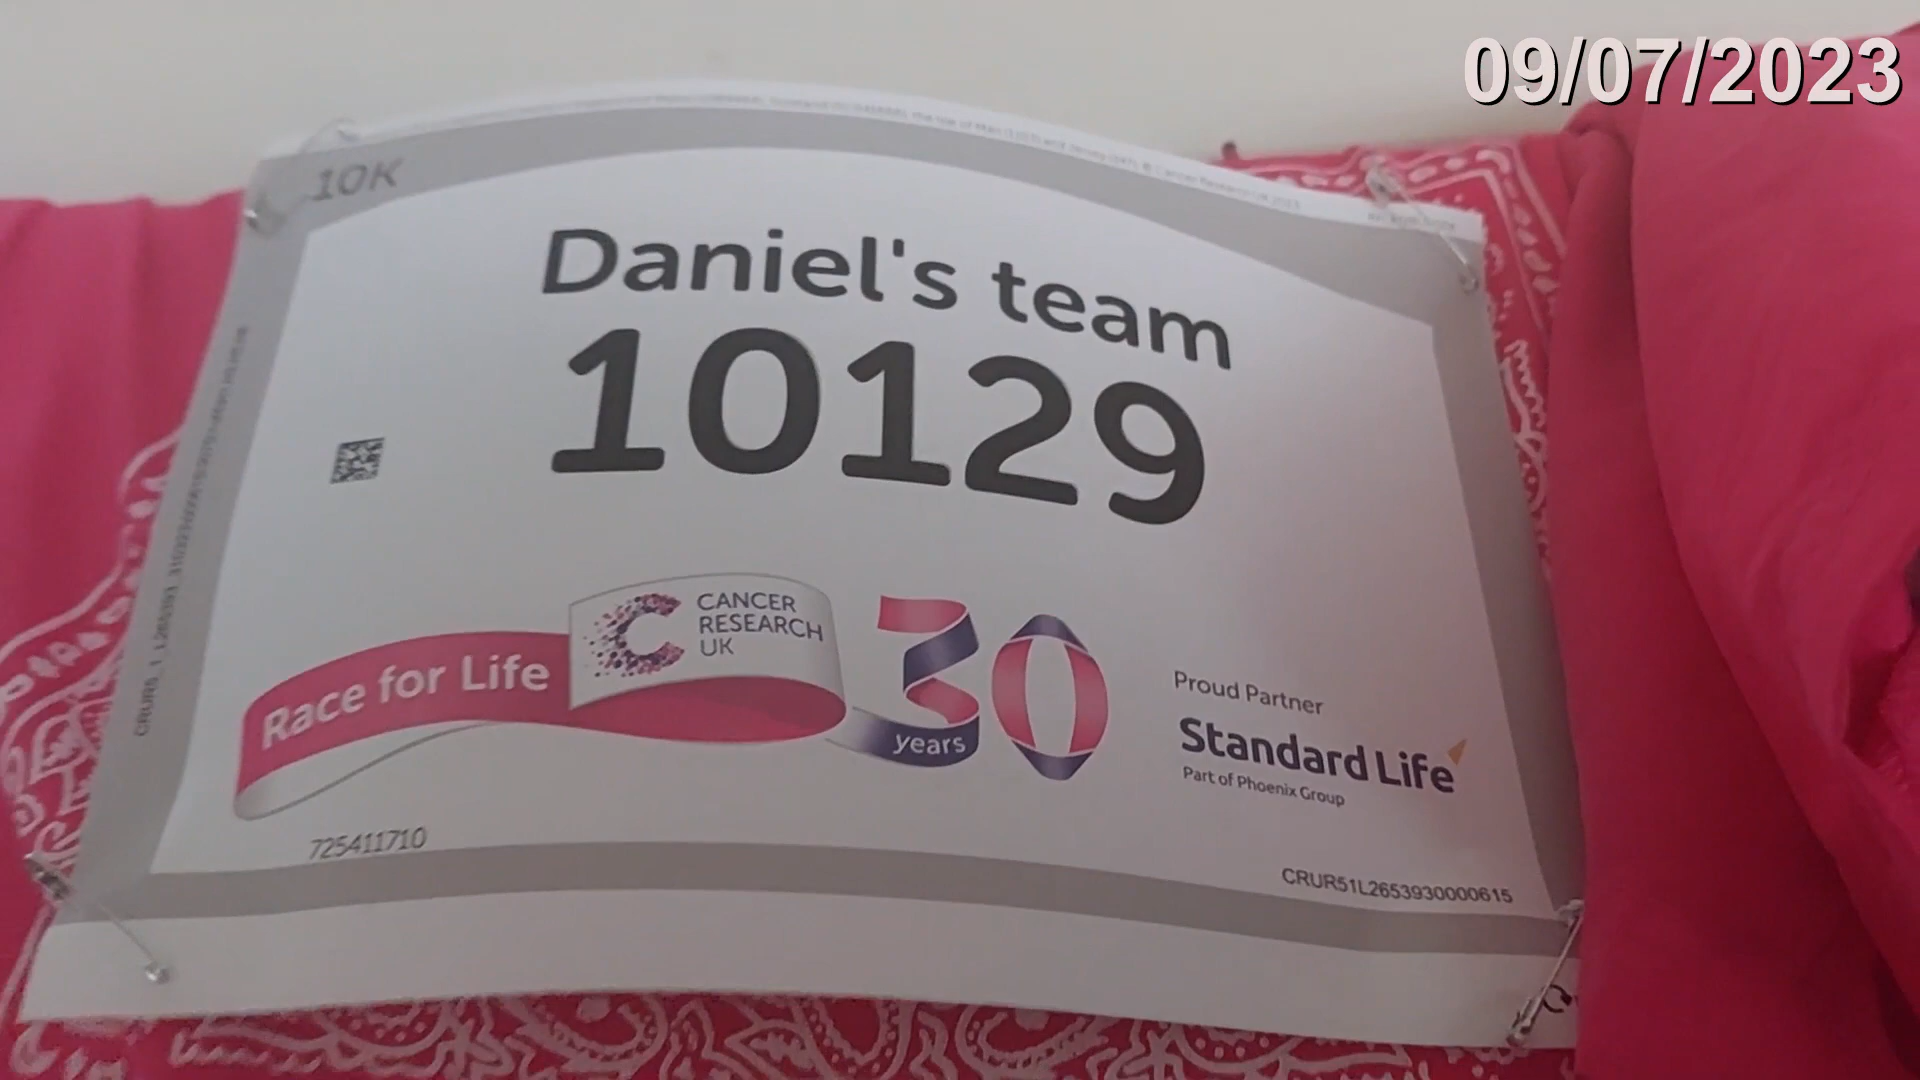 09/07/2023
10K
Daniel's team
10129
Race for Life
CANCER
RESEARCH
UK
30
years
Proud Partner
Standard Life
Part of Phoenix Group
725411710
CRUR51L2653930000615